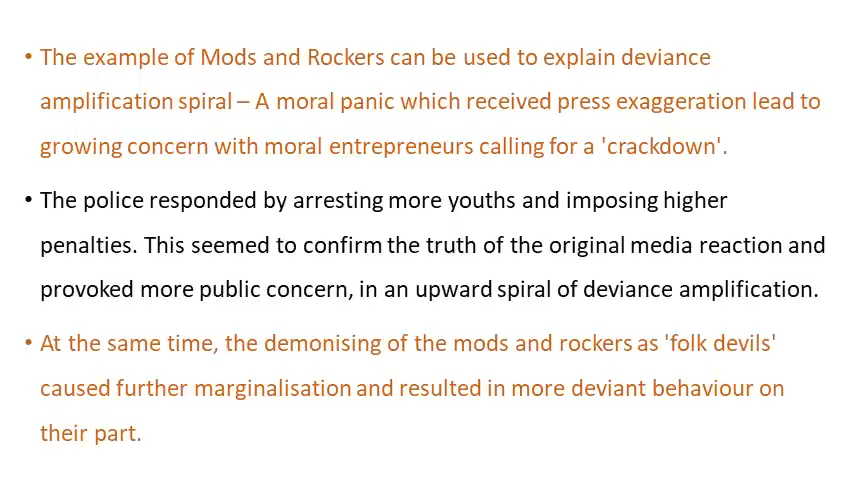 • The example of Mods and Rockers can be used to explain deviance
amplification spiral – A moral panic which received press exaggeration lead to
growing concern with moral entrepreneurs calling for a 'crackdown'.
• The police responded by arresting more youths and imposing higher
penalties. This seemed to confirm the truth of the original media reaction and
provoked more public concern, in an upward spiral of deviance amplification.
• At the same time, the demonising of the mods and rockers as 'folk devils'
caused further marginalisation and resulted in more deviant behaviour on
their part.